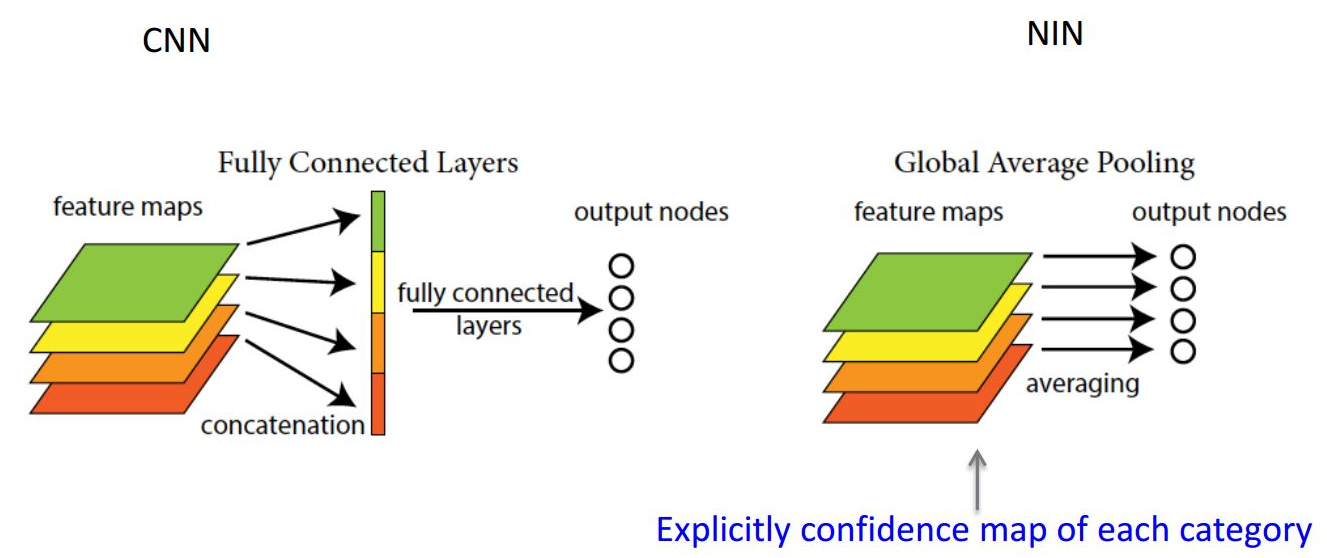 CNN
NIN
Fully Connected Layers
feature maps
output nodes
fully connected
layers
concatenation
Global Average Pooling
feature maps
output nodes
averaging
Explicitly confidence map of each category